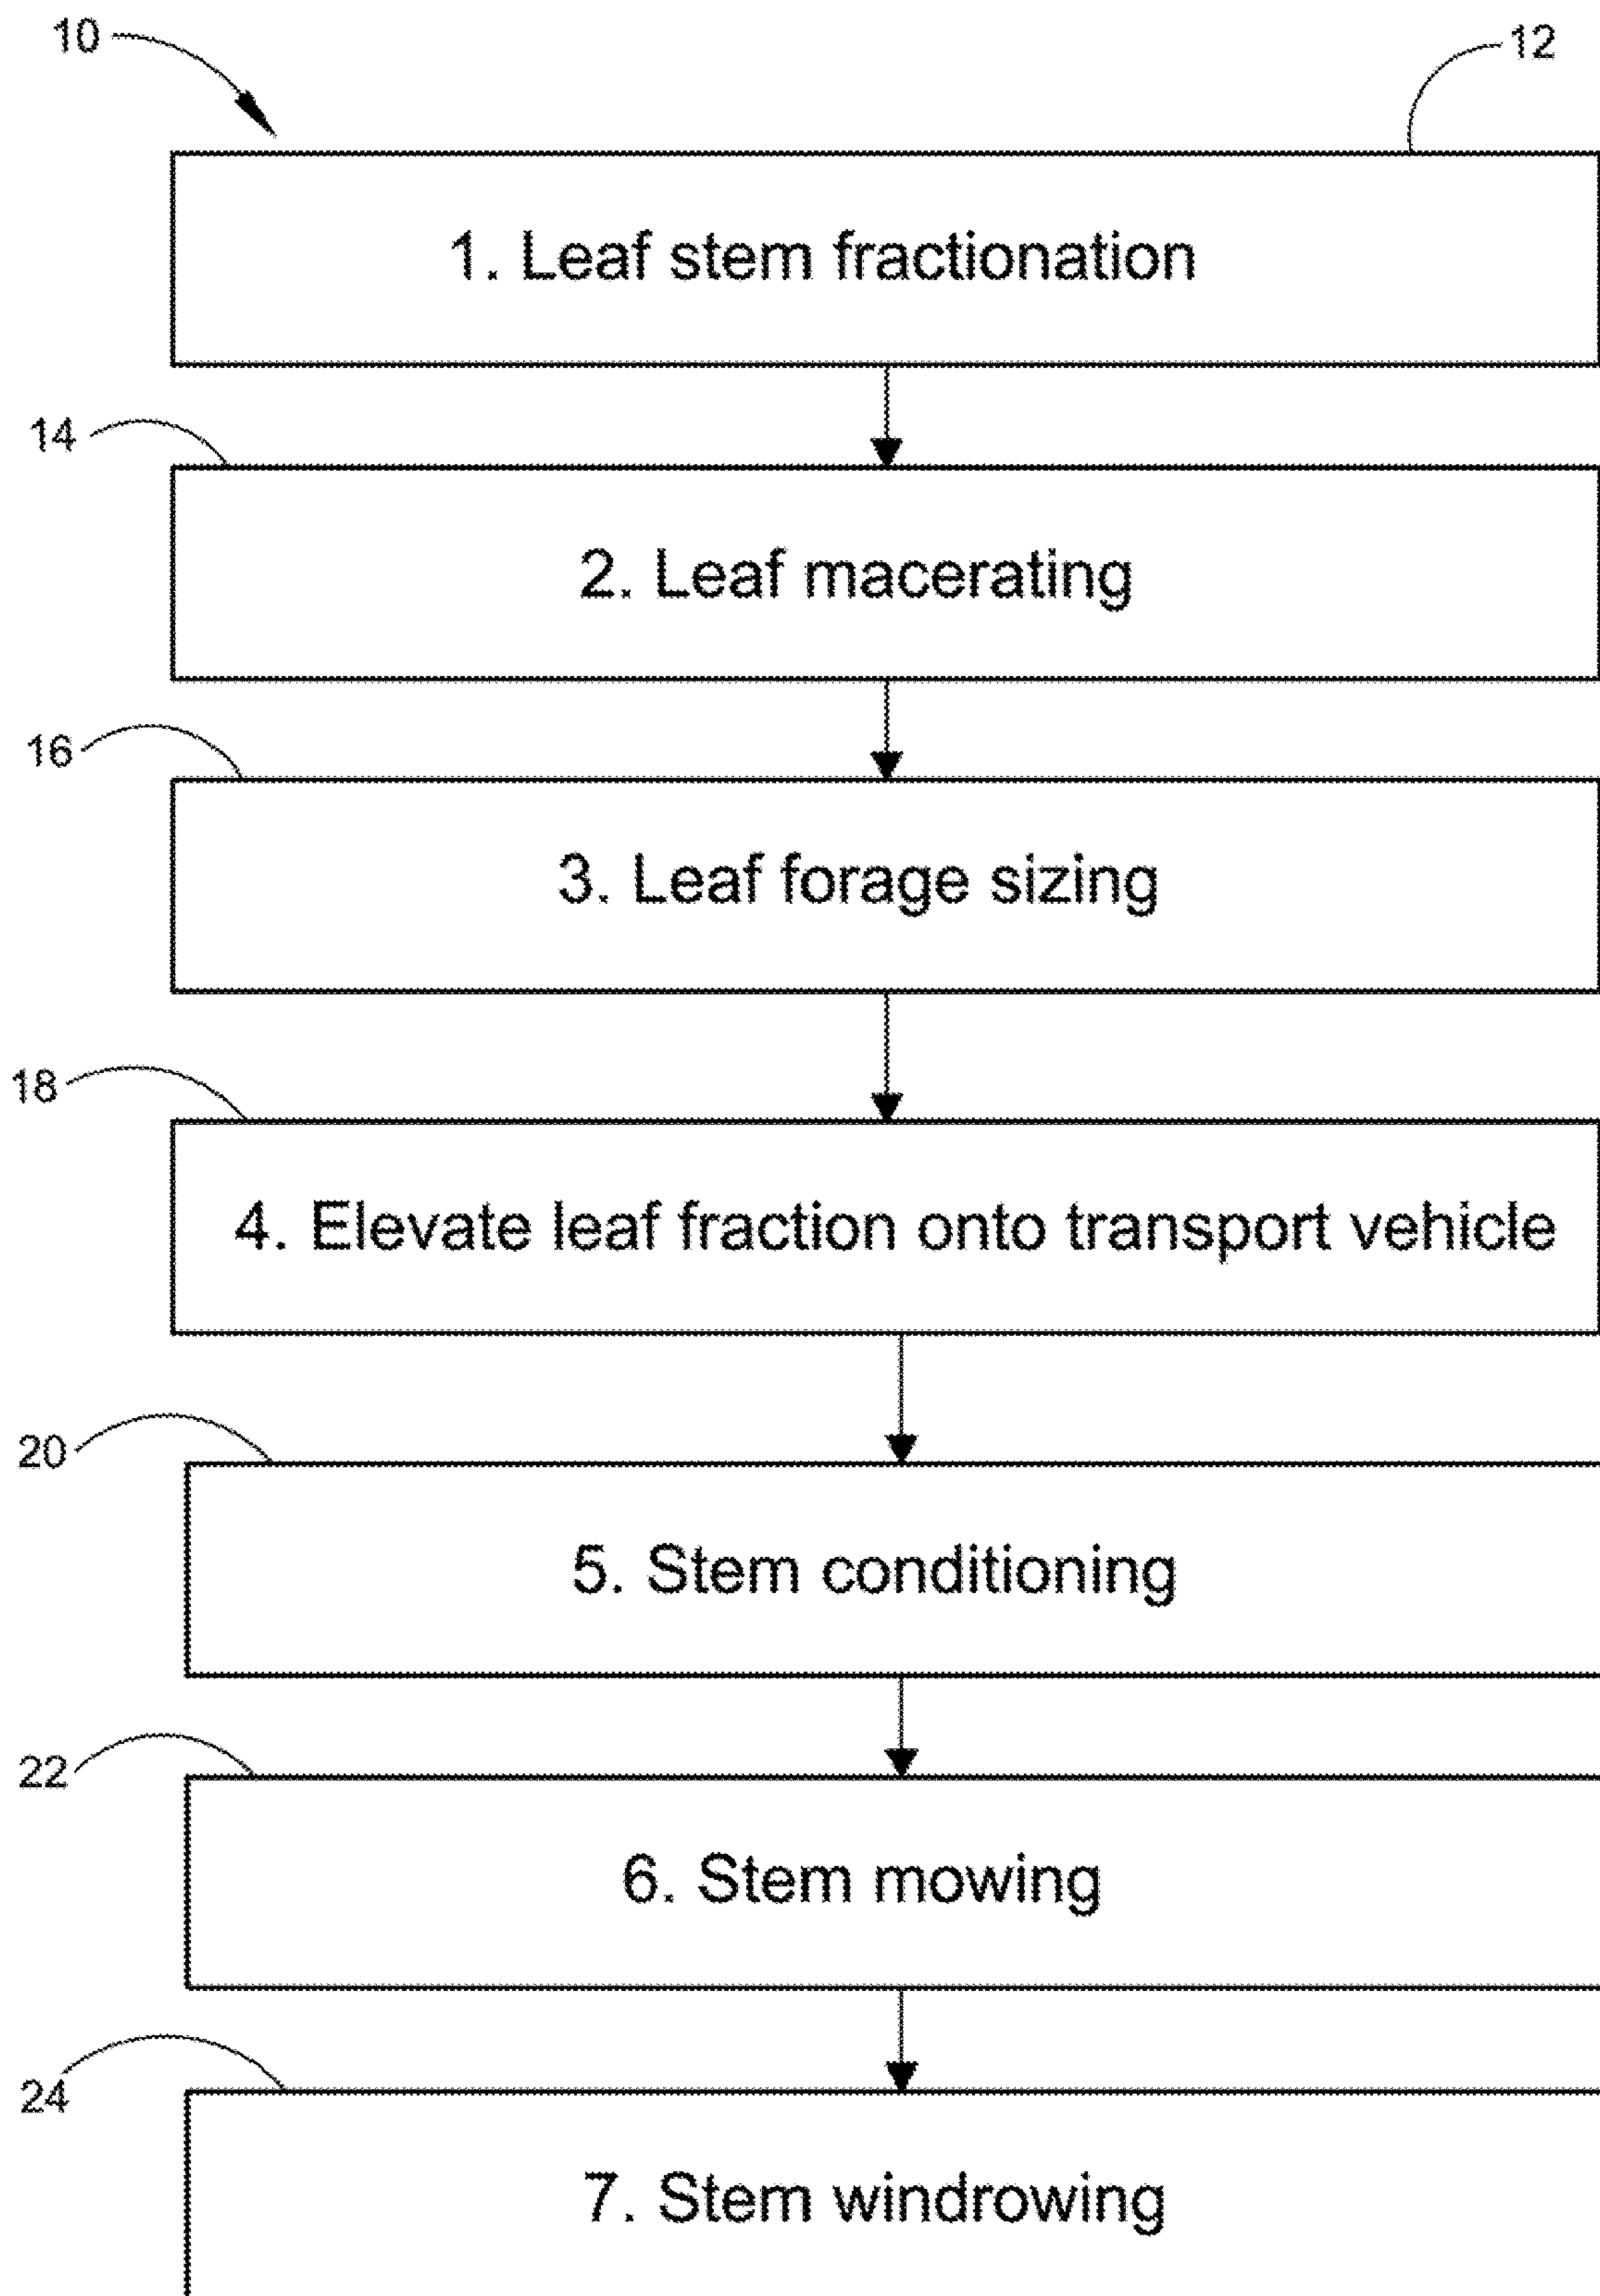 10
12
1. Leaf stem fractionation
14
2. Leaf macerating
16
3. Leaf forage sizing
18
4. Elevate leaf fraction onto transport vehicle
20
5. Stem conditioning
22
6. Stem mowing
24
7. Stem windrowing